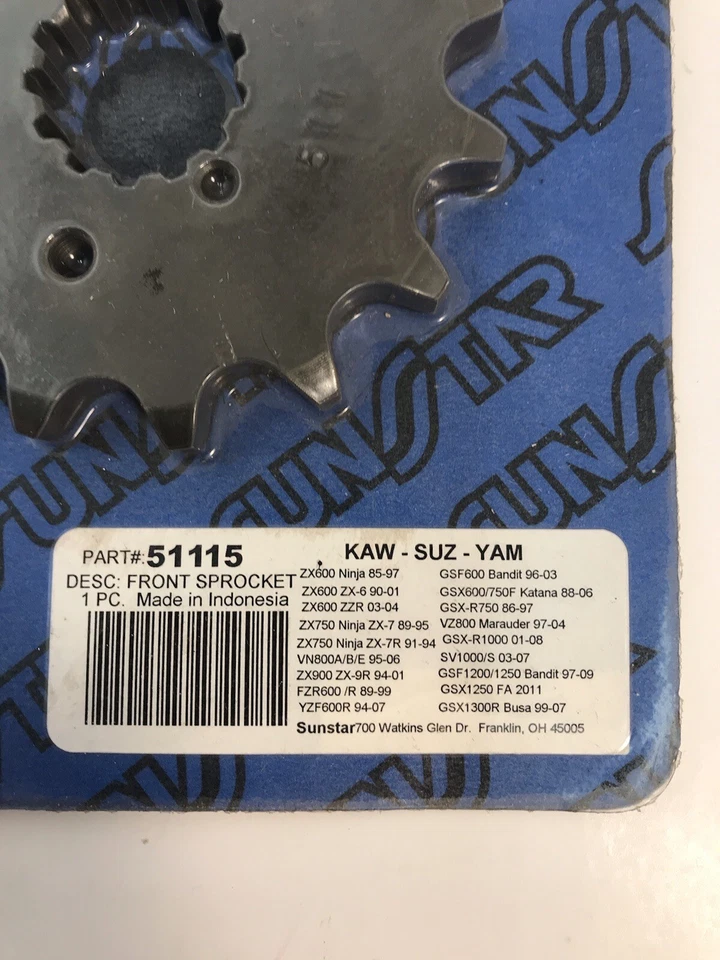 SUNSTAR
SUNSTAR
SUNSTAR
PART#: 51115
DESC: FRONT SPROCKET
1 PC. Made in Indonesia
KAW - SUZ - YAM
ZX600 Ninja 85-97
ZX600 ZX-6 90-01
ZX600 ZZR 03-04
ZX750 Ninja ZX-7 89-95
ZX750 Ninja ZX-7R 91-94
VN800A/B/E 95-06
ZX900 ZX-9R 94-01
FZR600 /R 89-99
YZF600R 94-07
GSF600 Bandit 96-03
GSX600/750F Katana 88-06
GSX-R750 86-97
VZ800 Marauder 97-04
GSX-R1000 01-08
SV1000/S 03-07
GSF1200/1250 Bandit 97-09
GSX1250 FA 2011
GSX1300R Busa 99-07
Sunstar 700 Watkins Glen Dr. Franklin, OH 45005